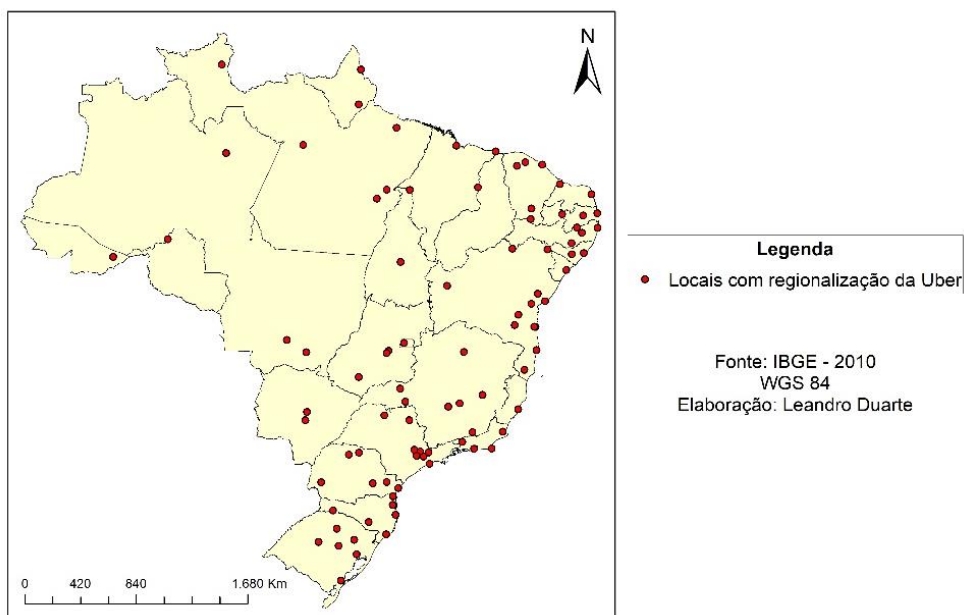 N
Legenda
Locais com regionalização da Uber
Fonte: IBGE - 2010
WGS 84
Elaboração: Leandro Duarte
0 420 840 1.680 Km